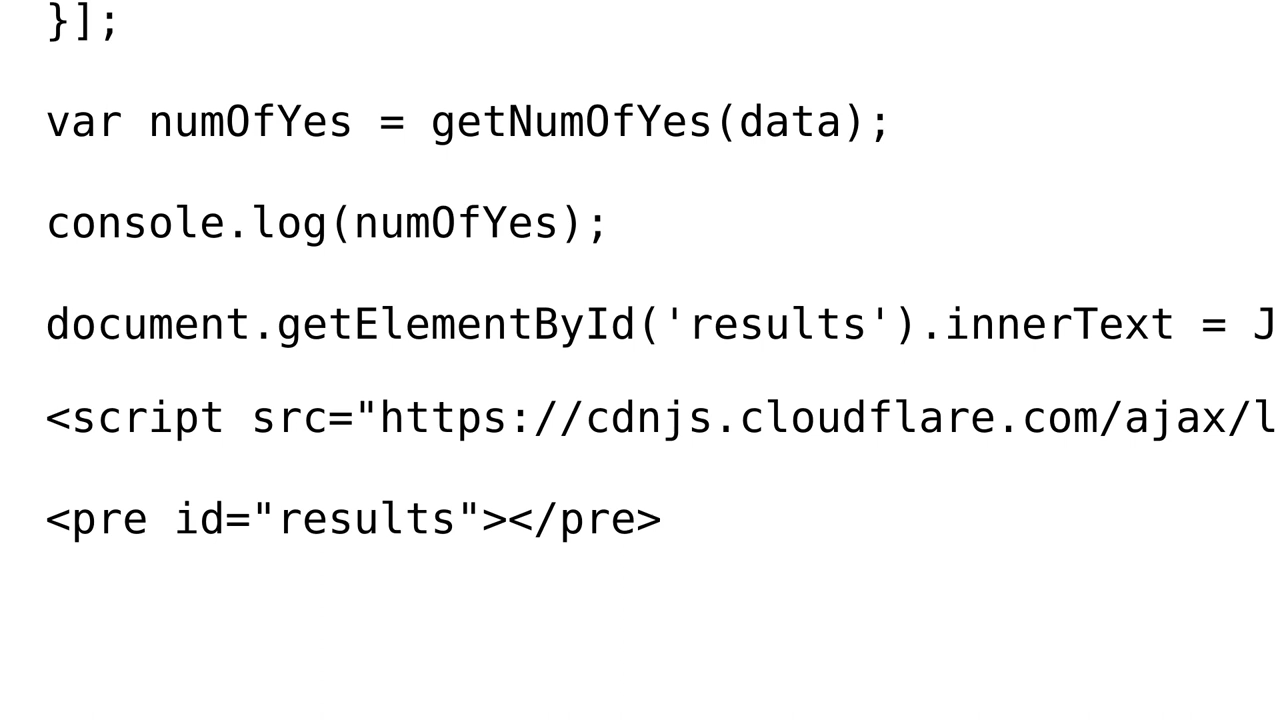 }];
var numOfYes = getNumOfYes(data);
console.log(numOfYes);
document.getElementById('results').innerText = J
<script src="https://cdnjs.cloudflare.com/ajax/l
<pre id="results"></pre>